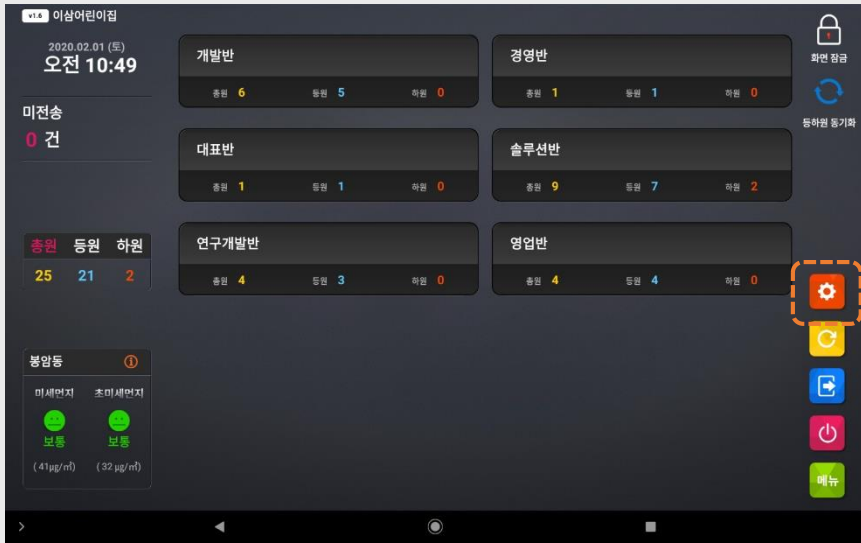 v1.6 이삼어린이집
2020.02.01 (토)
오전 10:49
미전송
0 건
총원 등원 하원
25 21 2
봉암동
미세먼지 초미세먼지
보통 보통
(41μg/㎥) (32 μg/㎥)
개발반
총원 6 등원 5 하원 0
경영반
총원 1 등원 1 하원 0
대표반
총원 1 등원 1 하원 0
솔루션반
총원 9 등원 7 하원 2
연구개발반
총원 4 등원 3 하원 0
영업반
총원 4 등원 4 하원 0
화면 잠금
등하원 동기화
메뉴